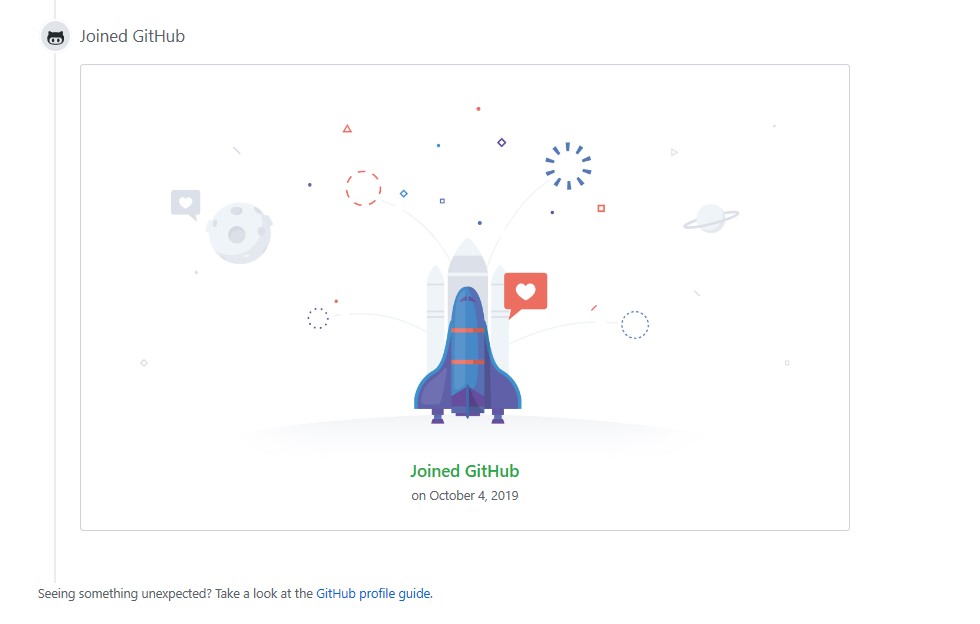 Joined GitHub
Joined GitHub
on October 4, 2019
Seeing something unexpected? Take a look at the GitHub profile guide.